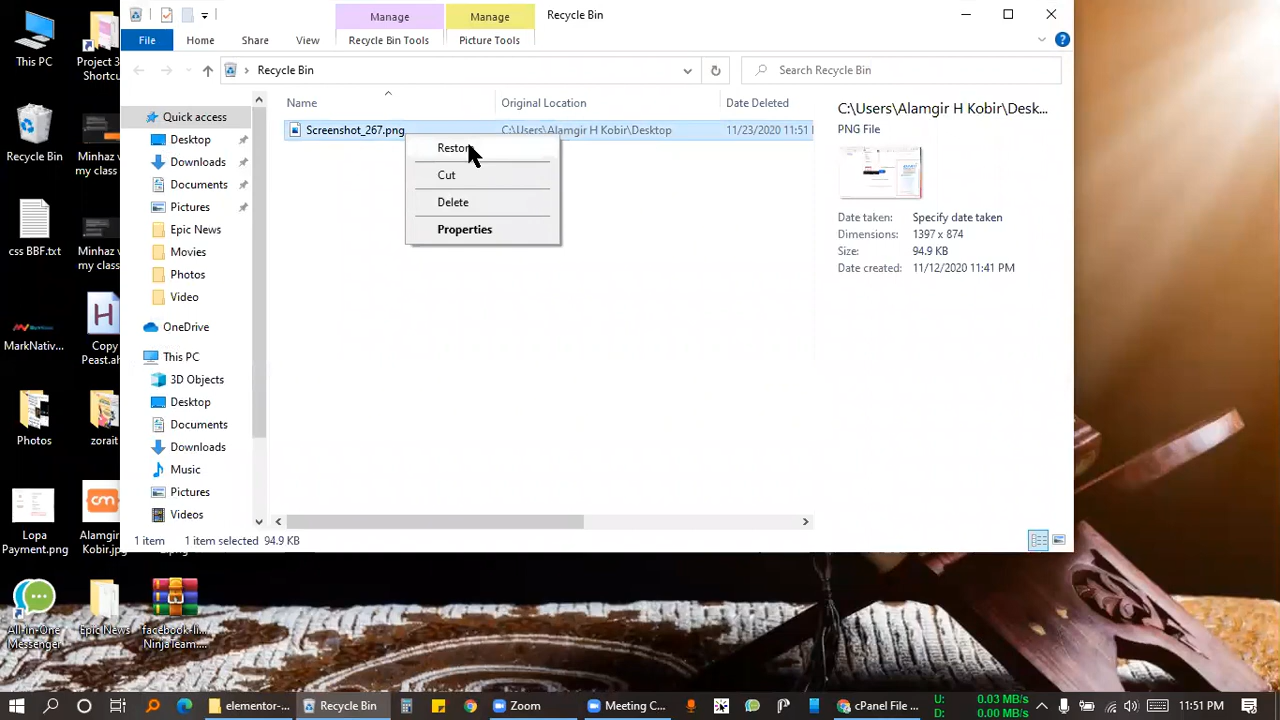 Manage
Manage
Recycle Bin
File
Home
Share
View
Recycle Bin Tools
Picture Tools
Recycle Bin
Search Recycle Bin
Name
Original Location
Date Deleted
Screenshot_267.png
C:\Users\Alamgir H Kobir\Desktop
11/23/2020 11:51
Restor
Cut
Delete
Properties
C:\Users\Alamgir H Kobir\Desk...
PNG File
Date taken: Specify date taken
Dimensions: 1397 x 874
Size: 94.9 KB
Date created: 11/12/2020 11:41 PM
Quick access
Desktop
Downloads
Documents
Pictures
Epic News
Movies
Photos
Video
OneDrive
This PC
3D Objects
Desktop
Documents
Downloads
Music
Pictures
Videos
1 item
1 item selected 94.9 KB
This PC
Project 3
Shortcu
Recycle Bin
Minhaz
my class
css BBF.txt
Minhaz
my class
MarkNativ...
Copy
Peast.ah
Photos
zorait
Lopa
Payment.png
Alamgir
Kobir.jp
All-in-One
Messenger
Epic News
facebook-li...
NinjaTeam...
elementor-...
Recycle Bin
Zoom
Meeting C...
cPanel File ...
U: 0.03 MB/s
D: 0.00 MB/s
11:51 PM